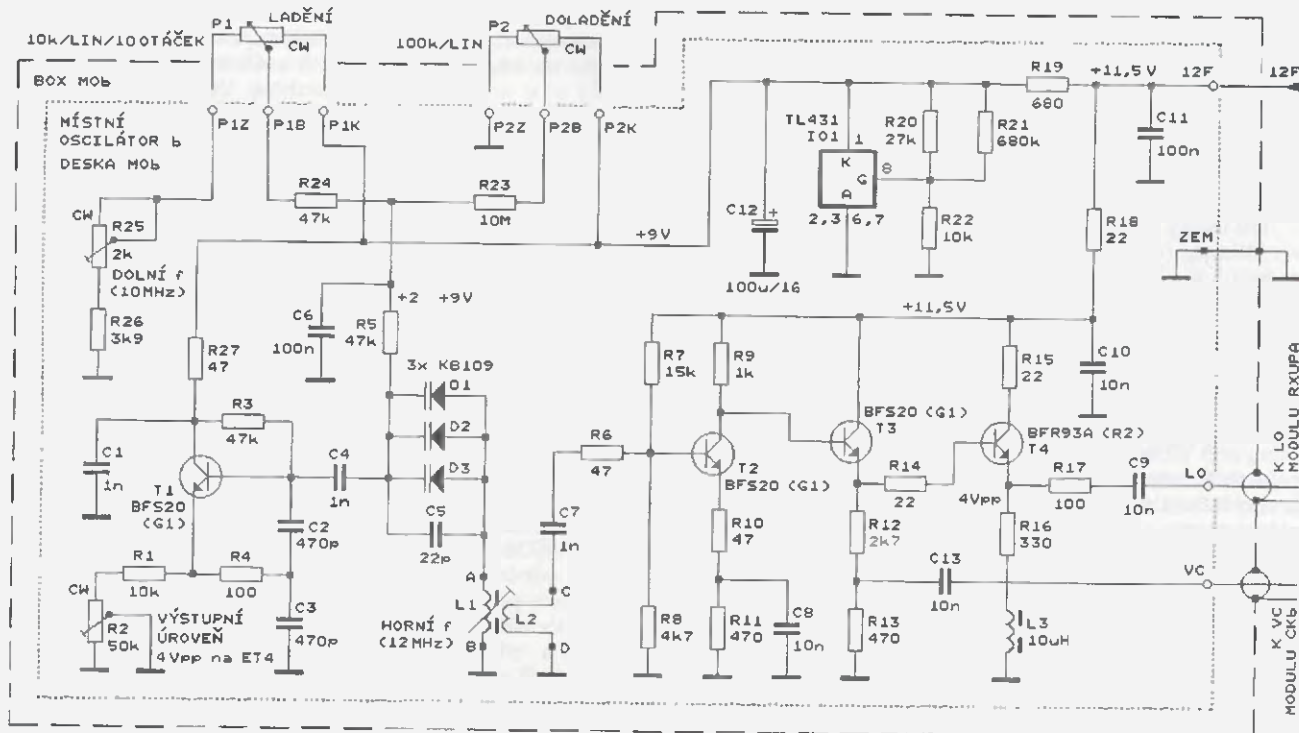 P1
LADĚNÍ
10k/LIN/10OTÁČEK
CW
P2
DOLADĚNÍ
100k/LIN
CW
BOX MOb
MÍSTNÍ
OSCILÁTOR b
DESKA MOb
P1Z
P1B
P1K
P2Z
P2B
P2K
R24
47k
R23
10M
R19
680
+11,5V
12F
12F
TL431
IO1
1
K
G
A
8
2,3
6,7
R20
27k
R21
680k
R22
10k
C11
100n
C12
+
100u/16
R18
22
ZEM
+9V
CW
R25
2k
DOLNÍ f
(10MHz)
R26
3k9
R27
47
C6
100n
+2
+9V
R5
47k
3x KB109
D1
D2
D3
R3
47k
C1
1n
T1
BFS20
(G1)
C4
1n
C2
470p
C5
22p
R1
10k
R4
100
C3
470p
CW
R2
50k
VÝSTUPNÍ
ÚROVEŇ
4Vpp na ET4
A
L1
B
HORNÍ f
(12MHz)
L2
C
D
C7
1n
R6
47
R7
15k
R8
4k7
R9
1k
+11,5V
T2
BFS20 (G1)
R10
47
R11
470
C8
10n
BFS20 (G1)
T3
R14
22
R12
2k7
R13
470
C13
10n
R15
22
C10
10n
BFR93A (R2)
T4
4Vpp
R17
100
C9
10n
R16
330
L3
10uH
LO
VC
K LO
MODULU RXUPA
K VC
MODULU CKb